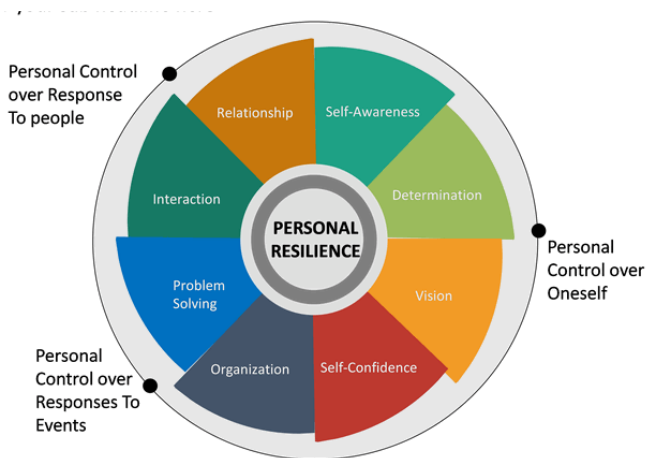 Personal Control
over Response
To people
Relationship
Self-Awareness
Interaction
Determination
PERSONAL
RESILIENCE
Problem
Solving
Vision
Personal
Control over
Oneself
Organization
Self-Confidence
Personal
Control over
Responses To
Events